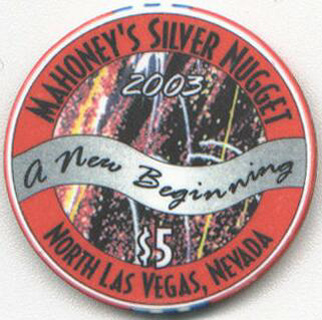 MAHONEY'S SILVER NUGGET
2003
A New Beginning
$5
NORTH LAS VEGAS, NEVADA